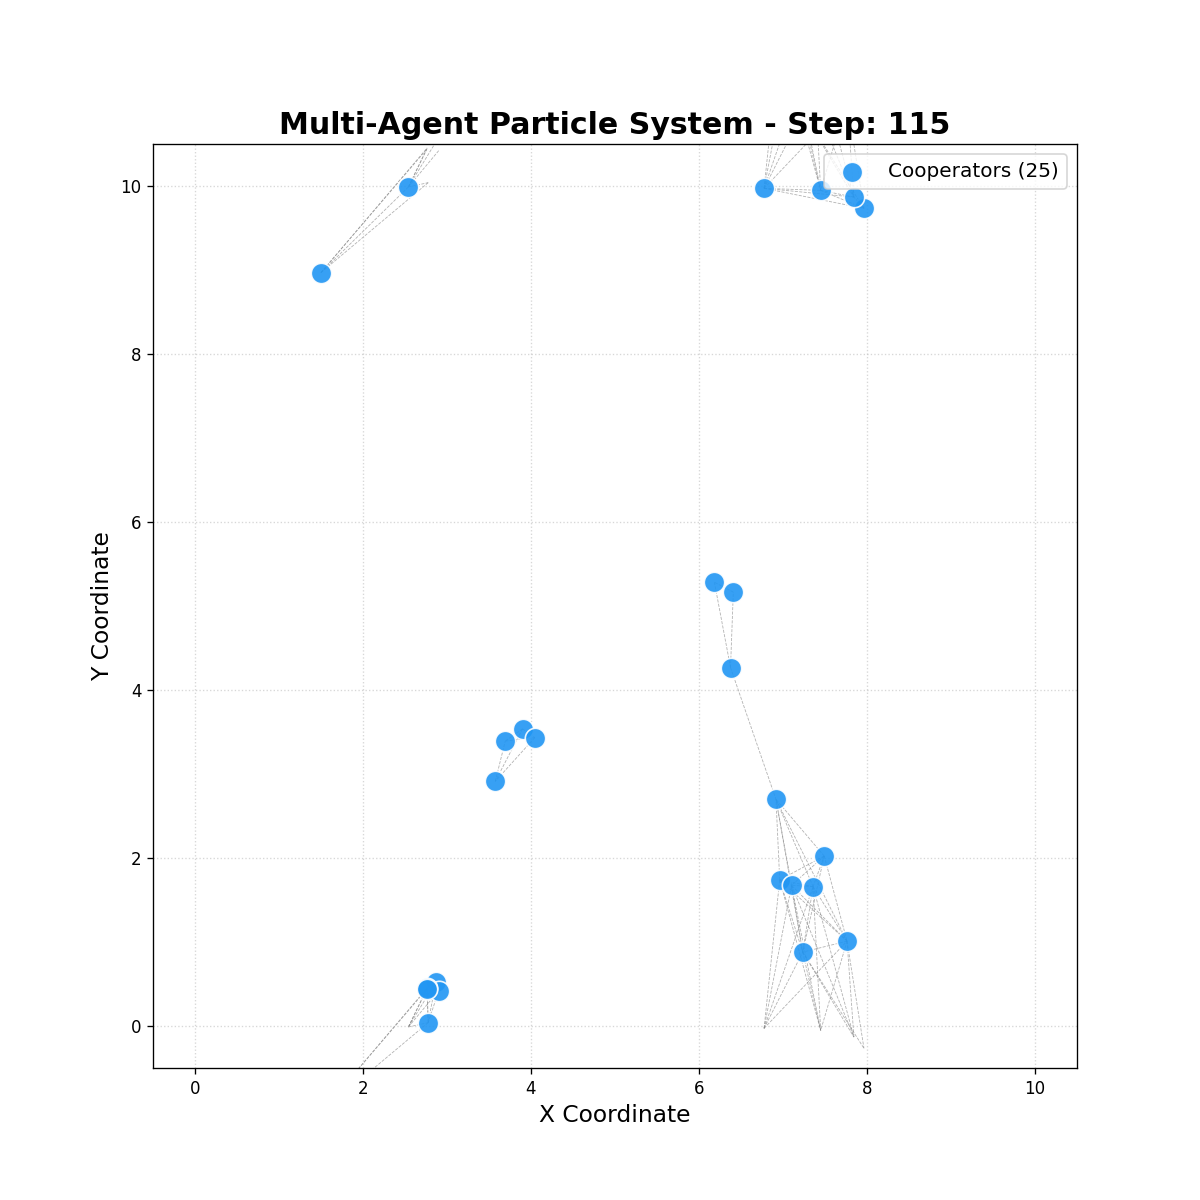 Multi-Agent Particle System - Step: 115
Cooperators (25)
10
8
6
4
2
0
Y Coordinate
0 2 4 6 8 10
X Coordinate